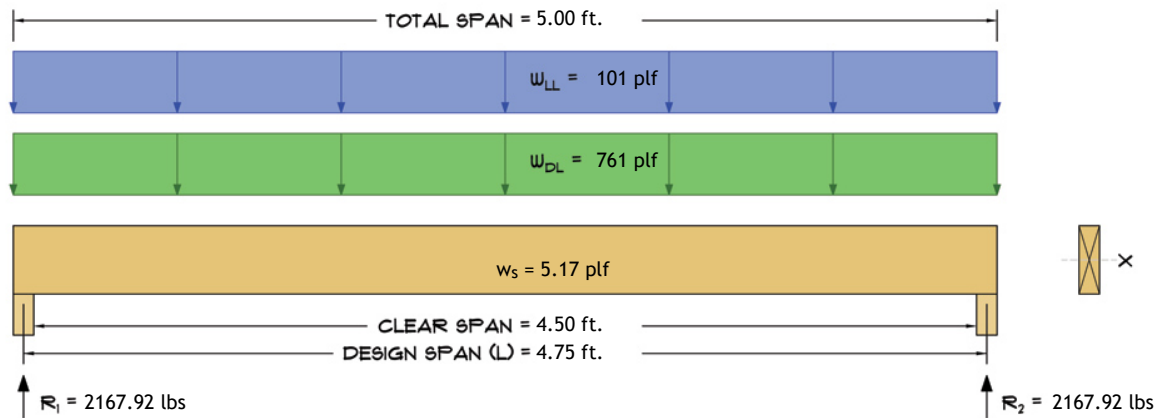 TOTAL SPAN = 5.00 ft.
WLL = 101 plf
WDL = 761 plf
ws = 5.17 plf
X
CLEAR SPAN = 4.50 ft.
DESIGN SPAN (L) = 4.75 ft.
R1 = 2167.92 lbs
R2 = 2167.92 lbs